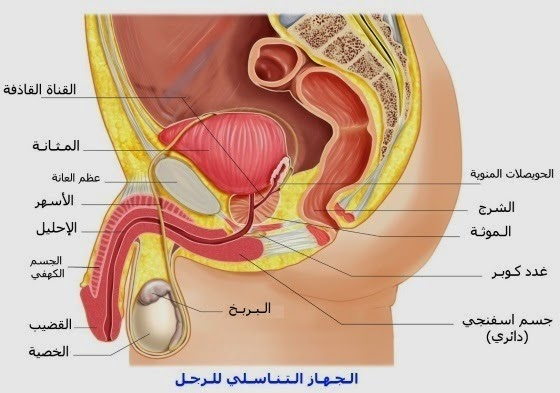 القناة القاذفة
المثانة
عظم العانة
الأسهر
الإحليل
الجسم
الكهفي
القضيب
الخصية
البربخ
الحويصلات المنوية
الشرج
الموثة
غدد كوبر
جسم اسفنجي
(دائري)
الجهاز التناسلي للرجل